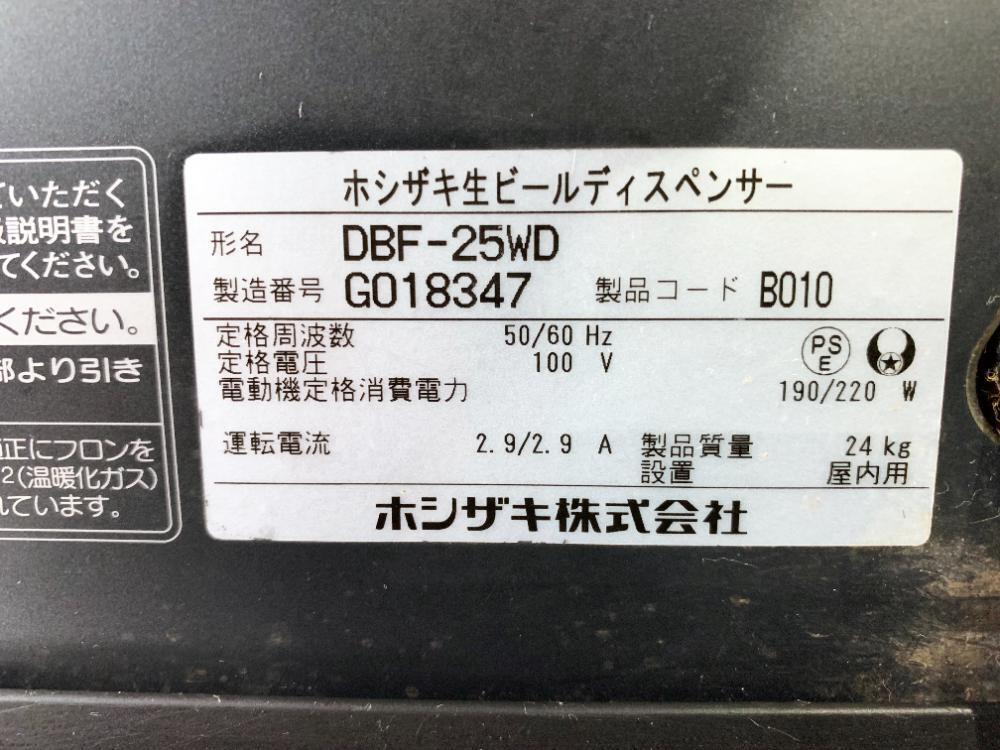 ていただく
説明書を
てください。
ください。
部より引き
正にフロンを
2(温暖化ガス)
れています。
ホシザキ生ビールディスペンサー
形名 DBF-25WD
製造番号 G018347 製品コード B010
定格周波数 50/60 Hz
定格電圧 100 V
PS
E
電動機定格消費電力 190/220 W
運転電流 2.9/2.9 A 製品質量 24 kg
設置 屋内用
ホシザキ株式会社